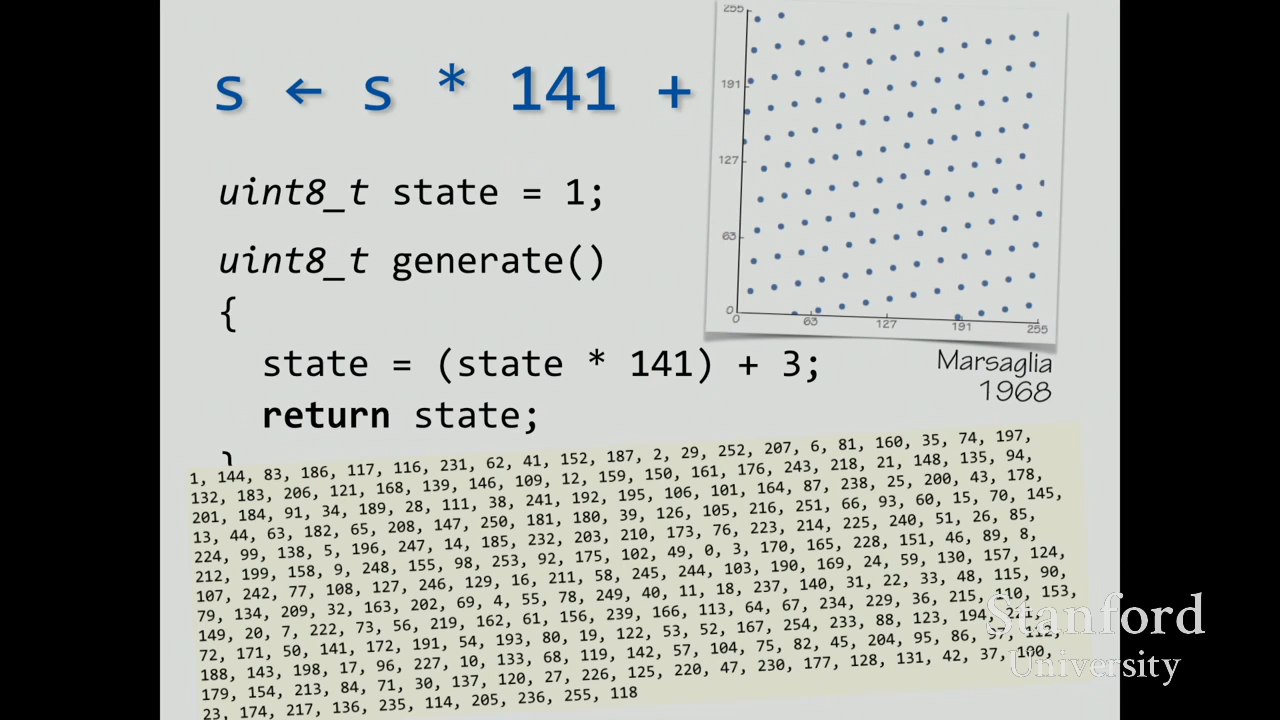 s ← s * 141 +
uint8_t state = 1;
uint8_t generate()
{
state = (state * 141) + 3;
return state;
}
255
191
127
63
0
0 63 127 191 255
Marsaglia
1968
1, 144, 83, 186, 117, 116, 231, 62, 41, 152, 187, 2, 29, 252, 207, 6, 81, 160, 35, 74, 197,
132, 183, 206, 121, 168, 139, 146, 109, 12, 159, 150, 161, 176, 243, 218, 21, 148, 135, 94,
201, 184, 91, 34, 189, 28, 111, 38, 241, 192, 195, 106, 101, 164, 87, 238, 25, 200, 43, 178,
13, 44, 63, 182, 65, 208, 147, 250, 181, 180, 39, 126, 105, 216, 251, 66, 93, 60, 15, 70, 145,
224, 99, 138, 5, 196, 247, 14, 185, 232, 203, 210, 173, 76, 223, 214, 225, 240, 51, 26, 85,
212, 199, 158, 9, 248, 155, 98, 253, 92, 175, 102, 49, 0, 3, 170, 165, 228, 151, 46, 89, 8,
107, 242, 77, 108, 127, 246, 129, 16, 211, 58, 245, 244, 103, 190, 169, 24, 59, 130, 157, 124,
79, 134, 209, 32, 163, 202, 69, 4, 55, 78, 249, 40, 11, 18, 237, 140, 31, 22, 33, 48, 115, 90,
149, 20, 7, 222, 73, 56, 219, 162, 61, 156, 239, 166, 113, 64, 67, 234, 229, 36, 215, 110, 153,
72, 171, 50, 141, 172, 191, 54, 193, 80, 19, 122, 53, 52, 167, 254, 233, 88, 123, 194,
188, 143, 198, 17, 96, 227, 10, 133, 68, 119, 142, 57, 104, 75, 82, 45, 204, 95, 86, 97, 112,
179, 154, 213, 84, 71, 30, 137, 120, 27, 226, 125, 220, 47, 230, 177, 128, 131, 42, 37, 100,
23, 174, 217, 136, 235, 114, 205, 236, 255, 118
Stanford
University